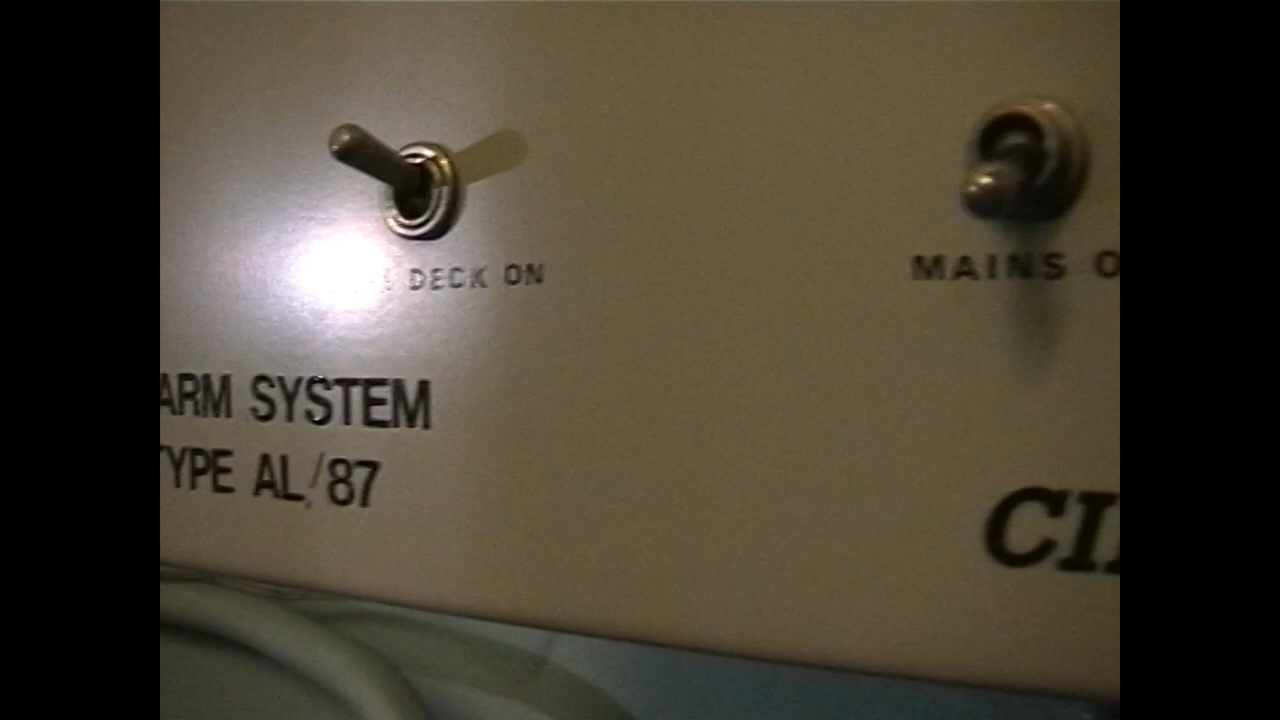 DECK ON
MAINS O
ARM SYSTEM
TYPE AL/87
CI